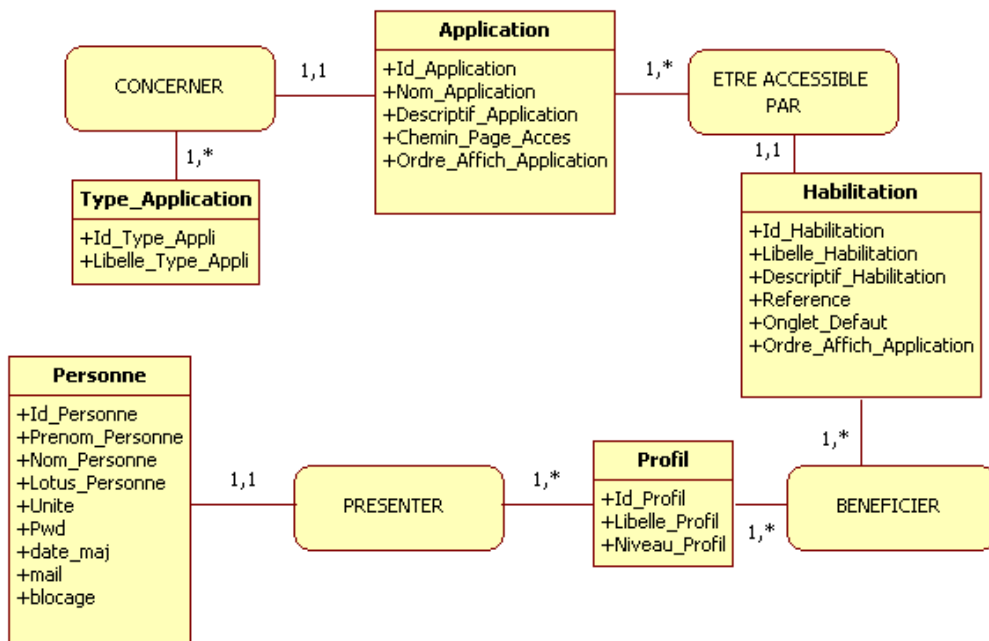 Application
+Id_Application
+Nom_Application
+Descriptif_Application
+Chemin_Page_Acces
+Ordre_Affich_Application
CONCERNER
1,1
1,*
ETRE ACCESSIBLE
PAR
1,*
1,1
Type_Application
+Id_Type_Appli
+Libelle_Type_Appli
Habilitation
+Id_Habilitation
+Libelle_Habilitation
+Descriptif_Habilitation
+Reference
+Onglet_Defaut
+Ordre_Affich_Application
Personne
+Id_Personne
+Prenom_Personne
+Nom_Personne
+Lotus_Personne
+Unite
+Pwd
+date_maj
+mail
+blocage
1,1
PRESENTER
1,*
Profil
+Id_Profil
+Libelle_Profil
+Niveau_Profil
1,*
1,*
BENEFICIER